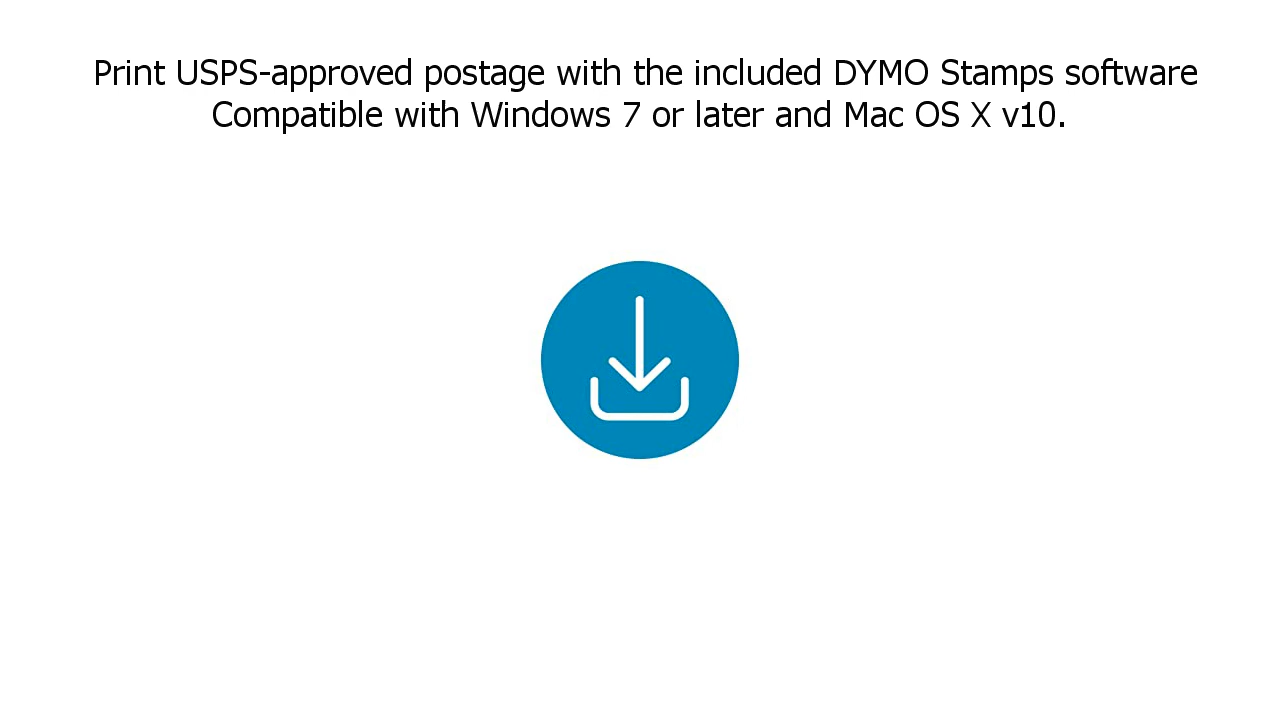 Print USPS-approved postage with the included DYMO Stamps software
Compatible with Windows 7 or later and Mac OS X v10.